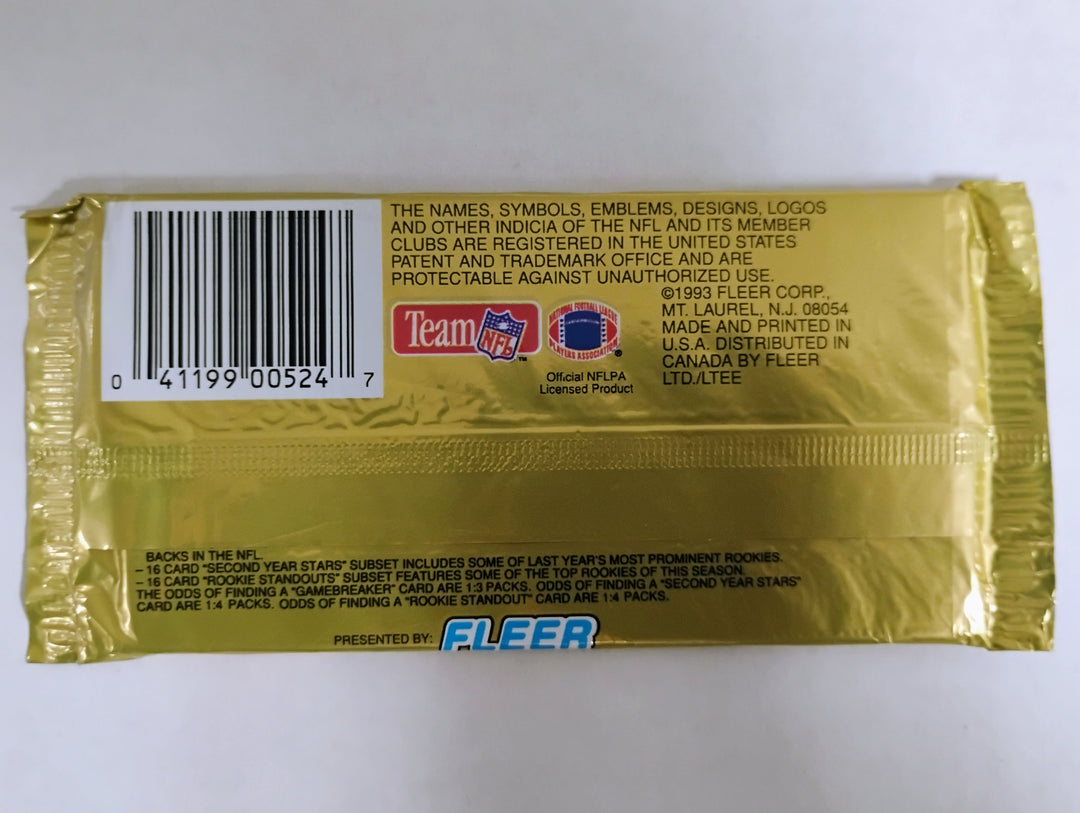 THE NAMES, SYMBOLS, EMBLEMS, DESIGNS, LOGOS
AND OTHER INDICIA OF THE NFL AND ITS MEMBER
CLUBS ARE REGISTERED IN THE UNITED STATES
PATENT AND TRADEMARK OFFICE AND ARE
PROTECTABLE AGAINST UNAUTHORIZED USE.
©1993 FLEER CORP.,
MT. LAUREL, N.J. 08054
MADE AND PRINTED IN
U.S.A. DISTRIBUTED IN
CANADA BY FLEER
LTD./LTEE
Team NFL ™
NATIONAL FOOTBALL LEAGUE
PLAYERS ASSOCIATION ®
Official NFLPA
Licensed Product
0 41199 00524 7
BACKS IN THE NFL.
– 16 CARD "SECOND YEAR STARS" SUBSET INCLUDES SOME OF LAST YEAR'S MOST PROMINENT ROOKIES.
– 16 CARD "ROOKIE STANDOUTS" SUBSET FEATURES SOME OF THE TOP ROOKIES OF THIS SEASON.
THE ODDS OF FINDING A "GAMEBREAKER" CARD ARE 1:3 PACKS. ODDS OF FINDING A "SECOND YEAR STARS"
CARD ARE 1:4 PACKS. ODDS OF FINDING A "ROOKIE STANDOUT" CARD ARE 1:4 PACKS.
PRESENTED BY: FLEER